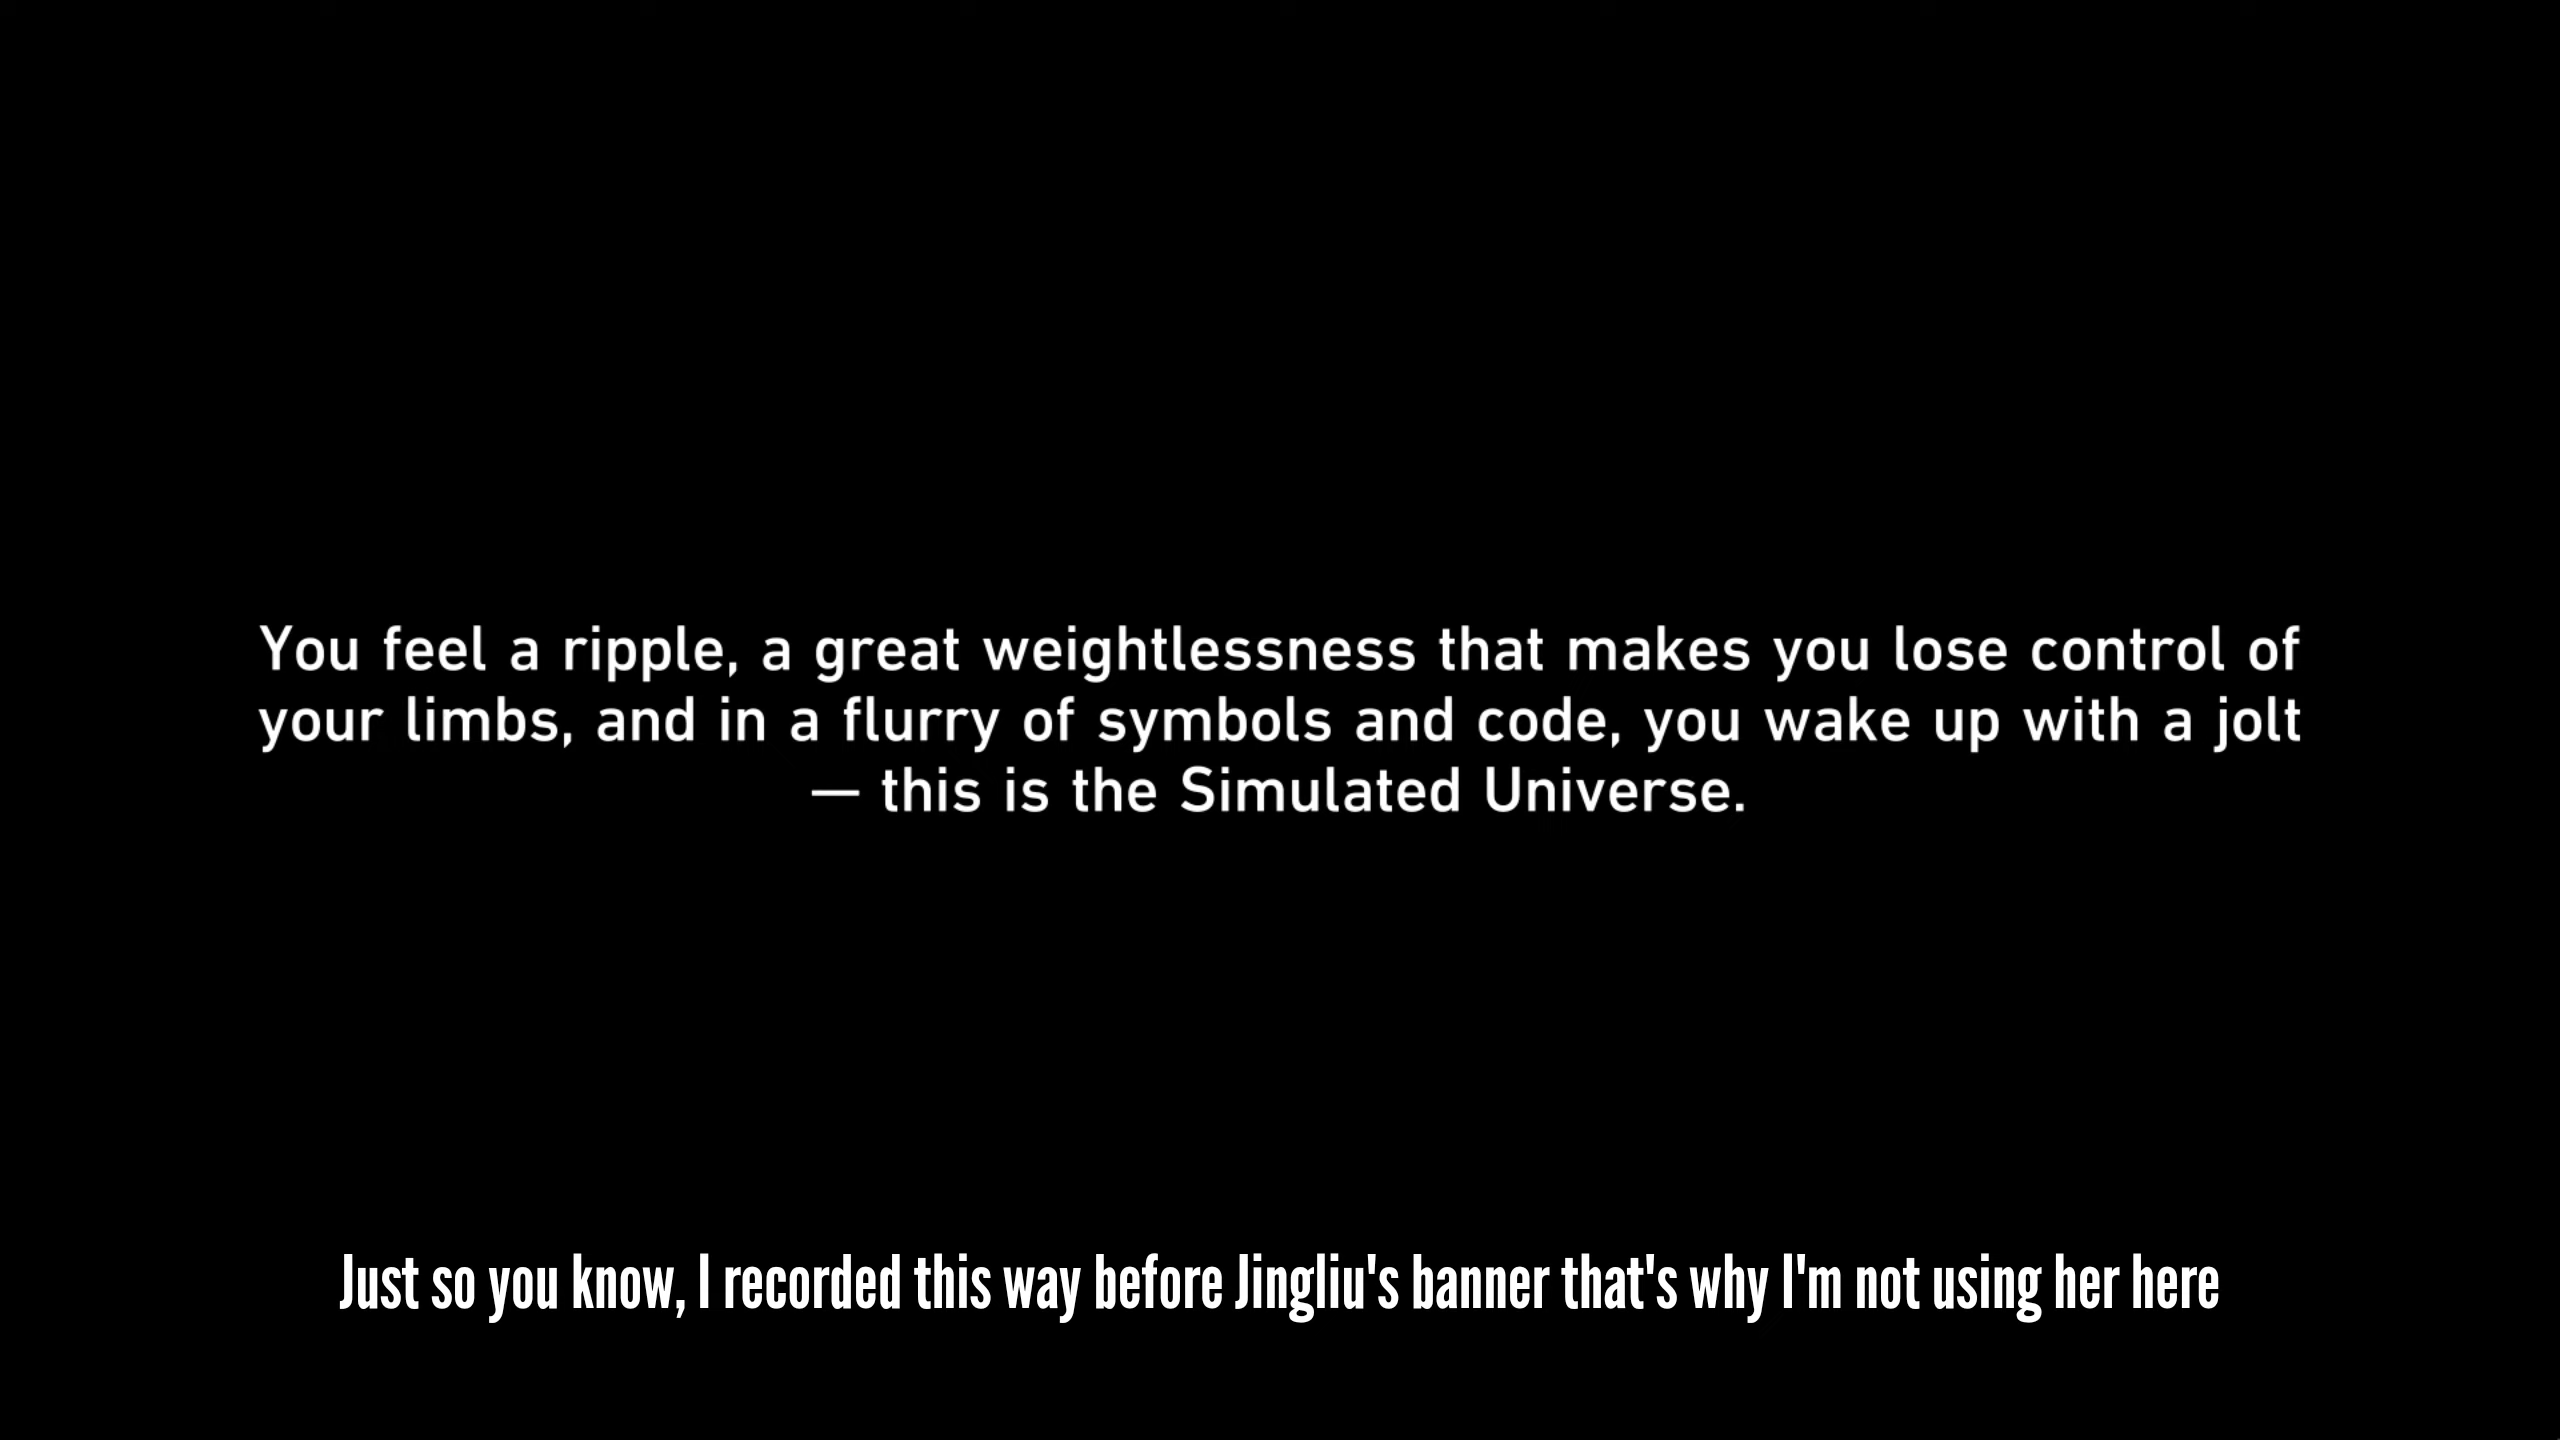 You feel a ripple, a great weightlessness that makes you lose control of
your limbs, and in a flurry of symbols and code, you wake up with a jolt
— this is the Simulated Universe.
Just so you know, I recorded this way before Jingliu's banner that's why I'm not using her here